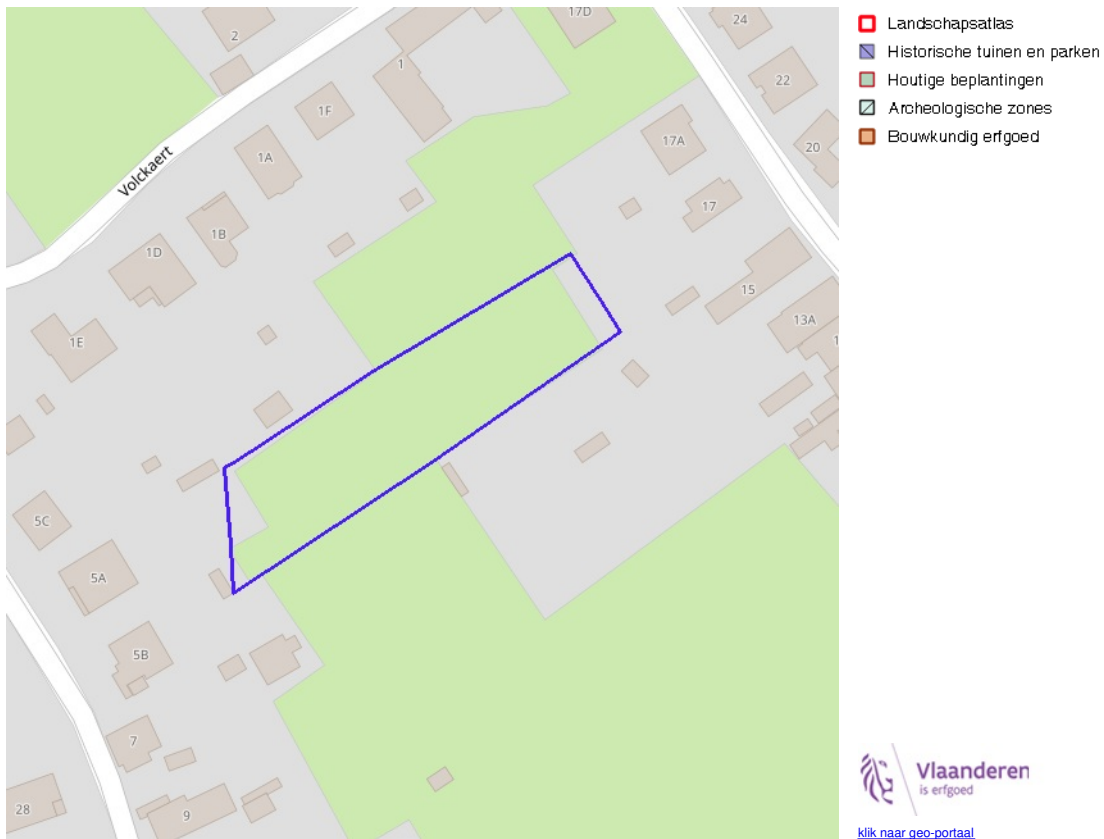 17D
24
2
1
22
1F
Volckaert
1A
17A
20
17
1B
1D
15
13A
1
1E
5C
5A
5B
7
28
9
Landschapsatlas
Historische tuinen en parken
Houtige beplantingen
Archeologische zones
Bouwkundig erfgoed
Vlaanderen
is erfgoed
klik naar geo-portaal